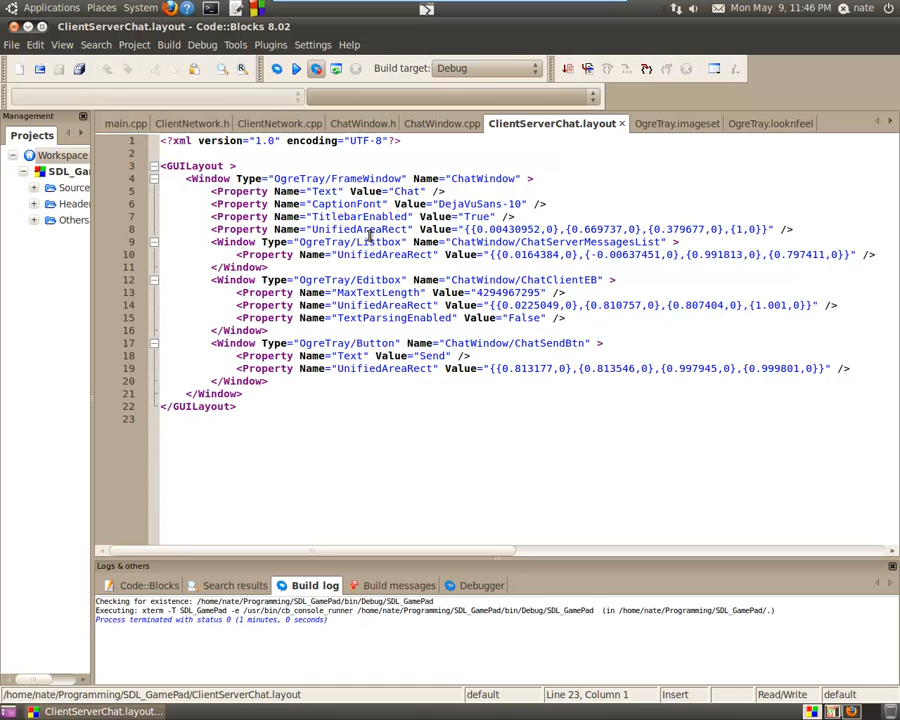 Applications Places System Mon May 9, 11:46 PM nate
ClientServerChat.layout - Code::Blocks 8.02
File Edit View Search Project Build Debug Tools Plugins Settings Help
Build target: Debug
Management
main.cpp ClientNetwork.h ClientNetwork.cpp ChatWindow.h ChatWindow.cpp ClientServerChat.layout OgreTray.imageset OgreTray.looknfeel
Projects
Workspace
SDL_Ga
Source
Heade
Others
1 <?xml version="1.0" encoding="UTF-8"?>
2
3 <GUILayout >
4 <Window Type="OgreTray/FrameWindow" Name="ChatWindow" >
5 <Property Name="Text" Value="Chat" />
6 <Property Name="CaptionFont" Value="DejaVuSans-10" />
7 <Property Name="TitlebarEnabled" Value="True" />
8 <Property Name="UnifiedAreaRect" Value="{{0.00430952,0},{0.669737,0},{0.379677,0},{1,0}}" />
9 <Window Type="OgreTray/Listbox" Name="ChatWindow/ChatServerMessagesList" >
10 <Property Name="UnifiedAreaRect" Value="{{0.0164384,0},{-0.00637451,0},{0.991813,0},{0.797411,0}}" />
11 </Window>
12 <Window Type="OgreTray/Editbox" Name="ChatWindow/ChatClientEB" >
13 <Property Name="MaxTextLength" Value="4294967295" />
14 <Property Name="UnifiedAreaRect" Value="{{0.0225049,0},{0.810757,0},{0.807404,0},{1.001,0}}" />
15 <Property Name="TextParsingEnabled" Value="False" />
16 </Window>
17 <Window Type="OgreTray/Button" Name="ChatWindow/ChatSendBtn" >
18 <Property Name="Text" Value="Send" />
19 <Property Name="UnifiedAreaRect" Value="{{0.813177,0},{0.813546,0},{0.997945,0},{0.999801,0}}" />
20 </Window>
21 </Window>
22 </GUILayout>
23
Logs & others
Code::Blocks Search results Build log Build messages Debugger
Checking for existence: /home/nate/Programming/SDL_GamePad/bin/Debug/SDL_GamePad
Executing: xterm -T SDL_GamePad -e /usr/bin/cb_console_runner /home/nate/Programming/SDL_GamePad/bin/Debug/SDL_GamePad (in /home/nate/Programming/SDL_GamePad/.)
Process terminated with status 0 (1 minutes, 0 seconds)
/home/nate/Programming/SDL_GamePad/ClientServerChat.layout default Line 23, Column 1 Insert Read/Write default
ClientServerChat.layout...